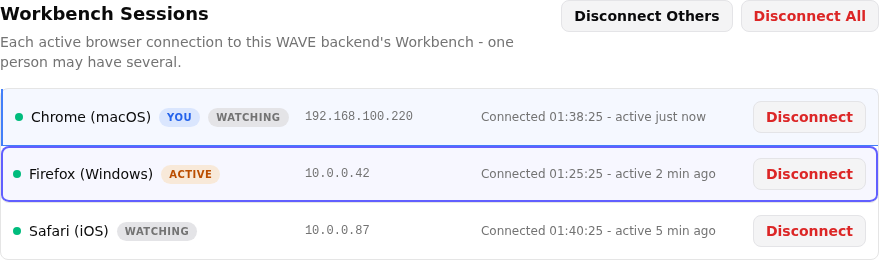 Workbench Sessions
Disconnect Others
Disconnect All
Each active browser connection to this WAVE backend's Workbench - one
person may have several.
Chrome (macOS) YOU WATCHING 192.168.100.220 Connected 01:38:25 - active just now Disconnect
Firefox (Windows) ACTIVE 10.0.0.42 Connected 01:25:25 - active 2 min ago Disconnect
Safari (iOS) WATCHING 10.0.0.87 Connected 01:40:25 - active 5 min ago Disconnect